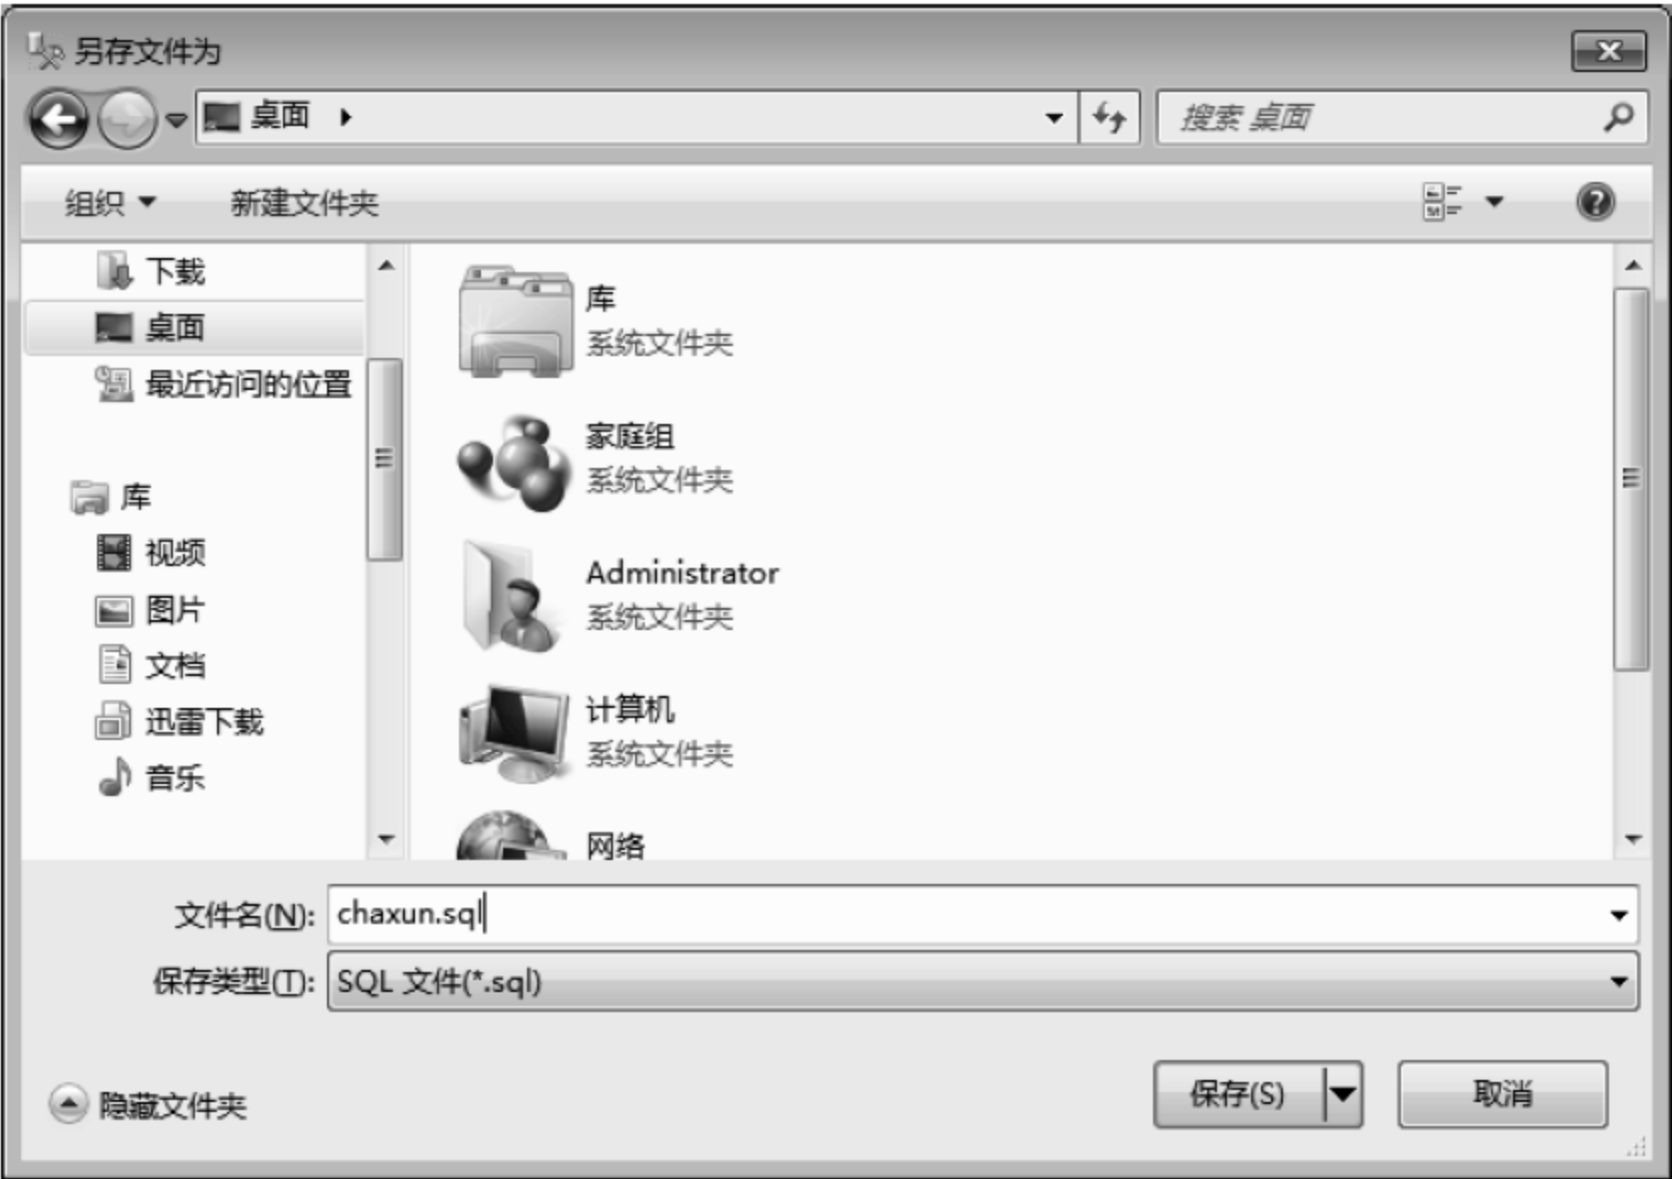 另存文件为
桌面
搜索 桌面
组织
新建文件夹
下载
桌面
最近访问的位置
库
视频
图片
文档
迅雷下载
音乐
库
系统文件夹
家庭组
系统文件夹
Administrator
系统文件夹
计算机
系统文件夹
网络
文件名(N): chaxun.sql
保存类型(T): SQL 文件(*.sql)
隐藏文件夹
保存(S)
取消